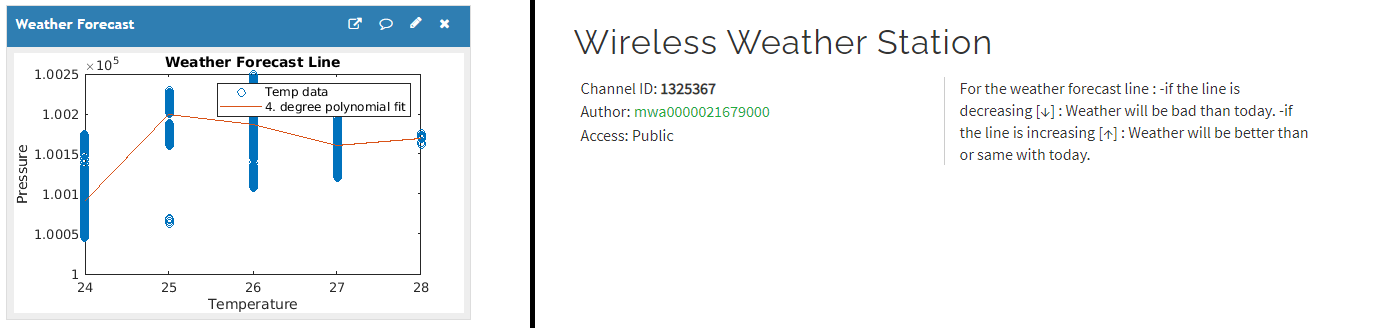 Weather Forecast
×10^5
Weather Forecast Line
1.0025
1.002
1.0015
1.001
1.0005
1
Pressure
Temp data
4. degree polynomial fit
24 25 26 27 28
Temperature
Wireless Weather Station
Channel ID: 1325367
Author: mwa0000021679000
Access: Public
For the weather forecast line : -if the line is
decreasing [↓] : Weather will be bad than today. -if
the line is increasing [↑] : Weather will be better than
or same with today.